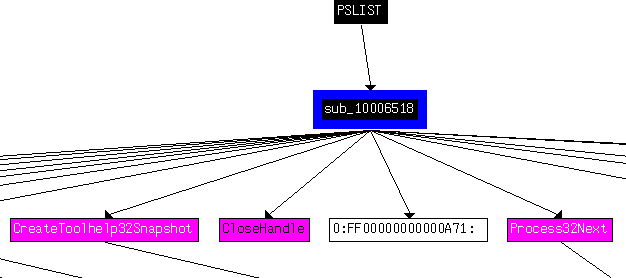 PSLIST
sub_10006518
CreateToolhelp32Snapshot
CloseHandle
0:FF00000000000A71:
Process32Next